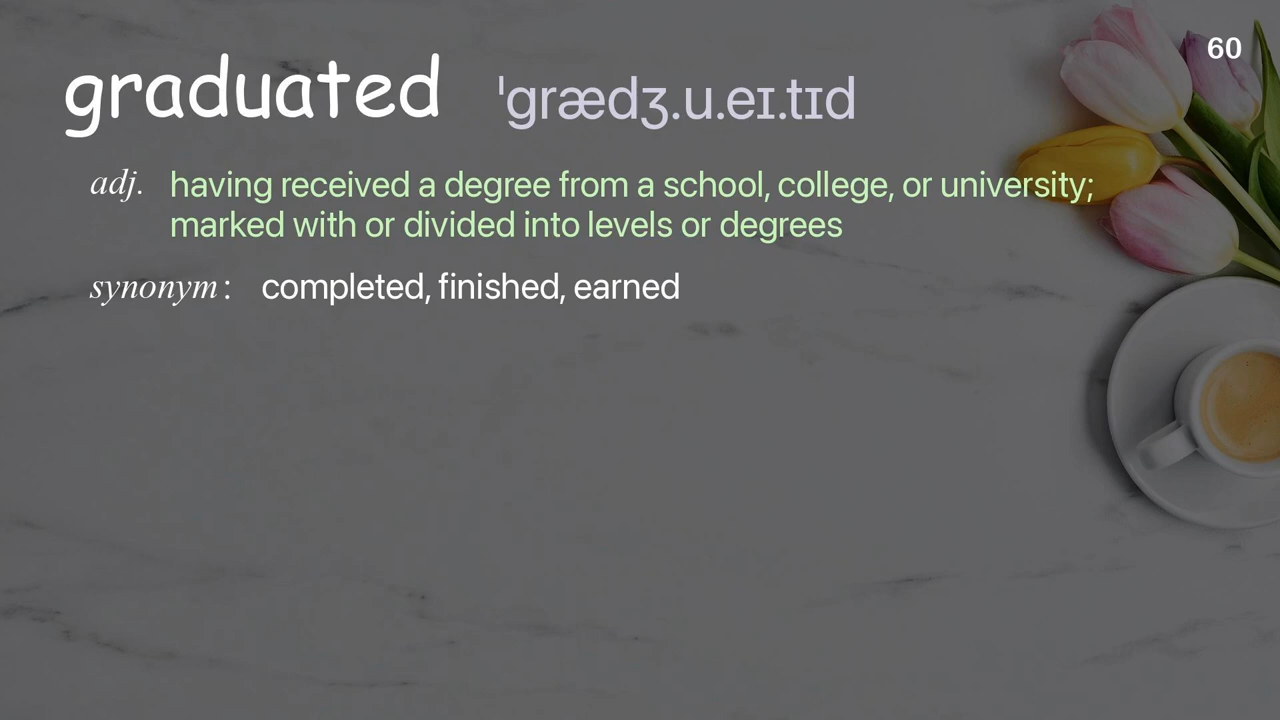 60
graduated ˈɡrædʒ.u.eɪ.tɪd
adj. having received a degree from a school, college, or university;
marked with or divided into levels or degrees
synonym: completed, finished, earned